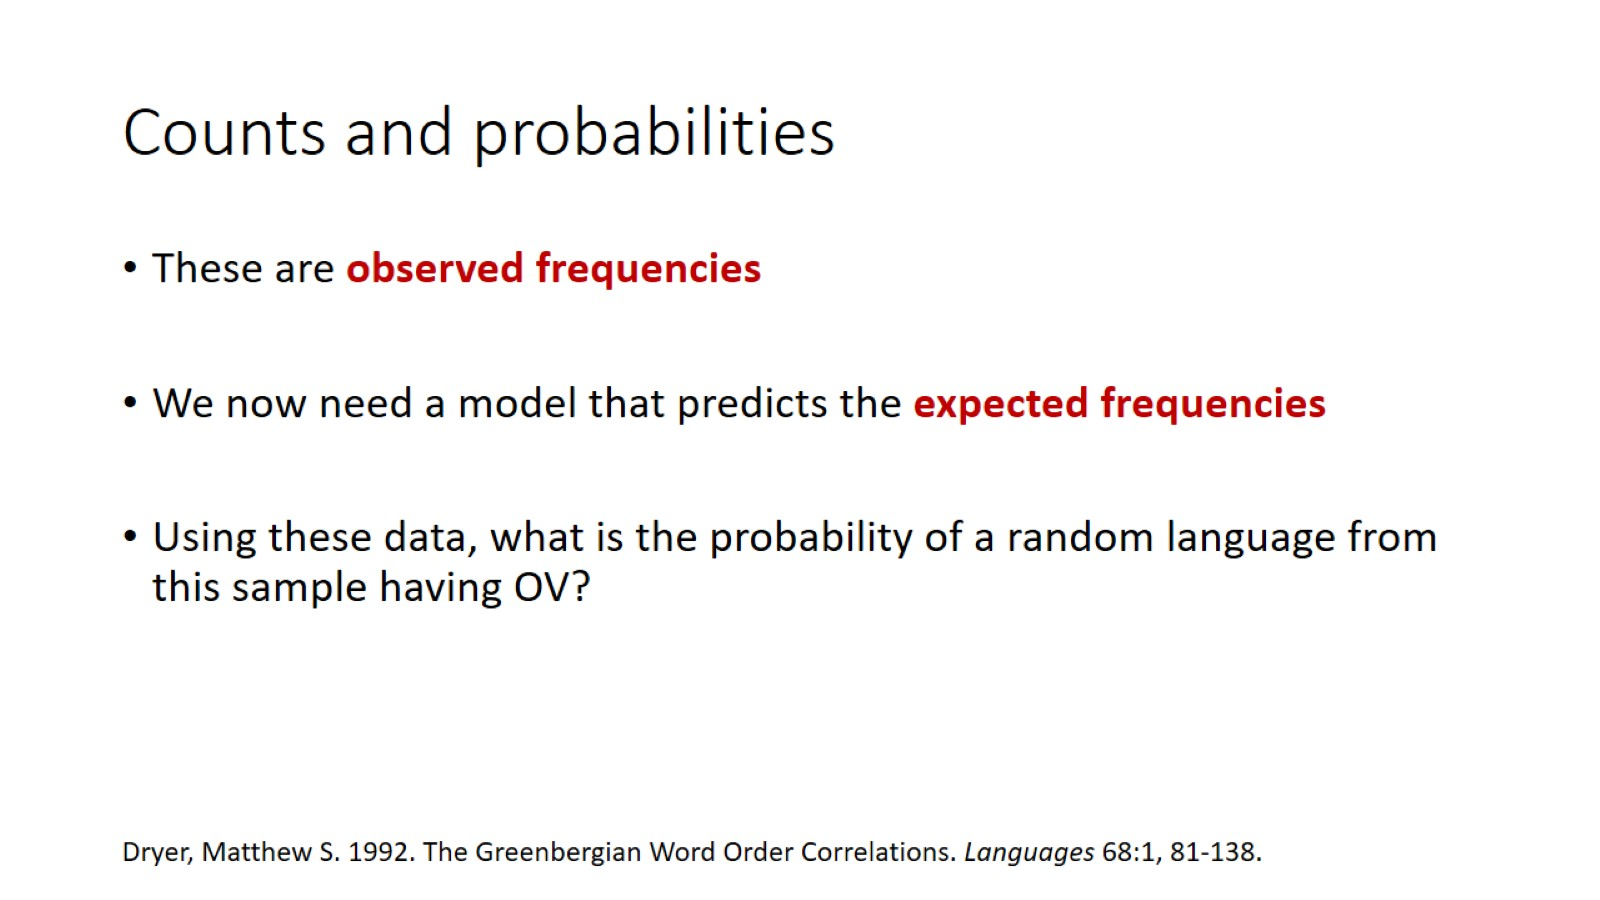 Counts and probabilities
• These are observed frequencies
• We now need a model that predicts the expected frequencies
• Using these data, what is the probability of a random language from
this sample having OV?
Dryer, Matthew S. 1992. The Greenbergian Word Order Correlations. Languages 68:1, 81-138.